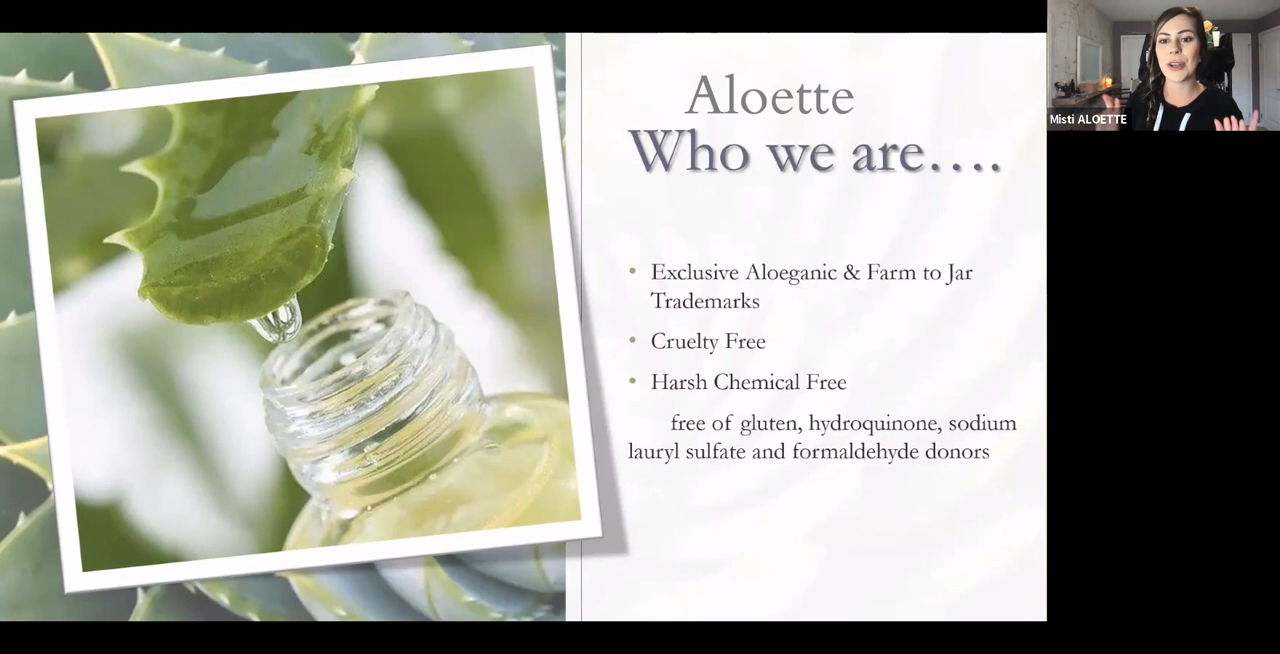 Aloette
Who we are....
• Exclusive Aloeganic & Farm to Jar
Trademarks
• Cruelty Free
• Harsh Chemical Free
free of gluten, hydroquinone, sodium
lauryl sulfate and formaldehyde donors
Misti ALOETTE